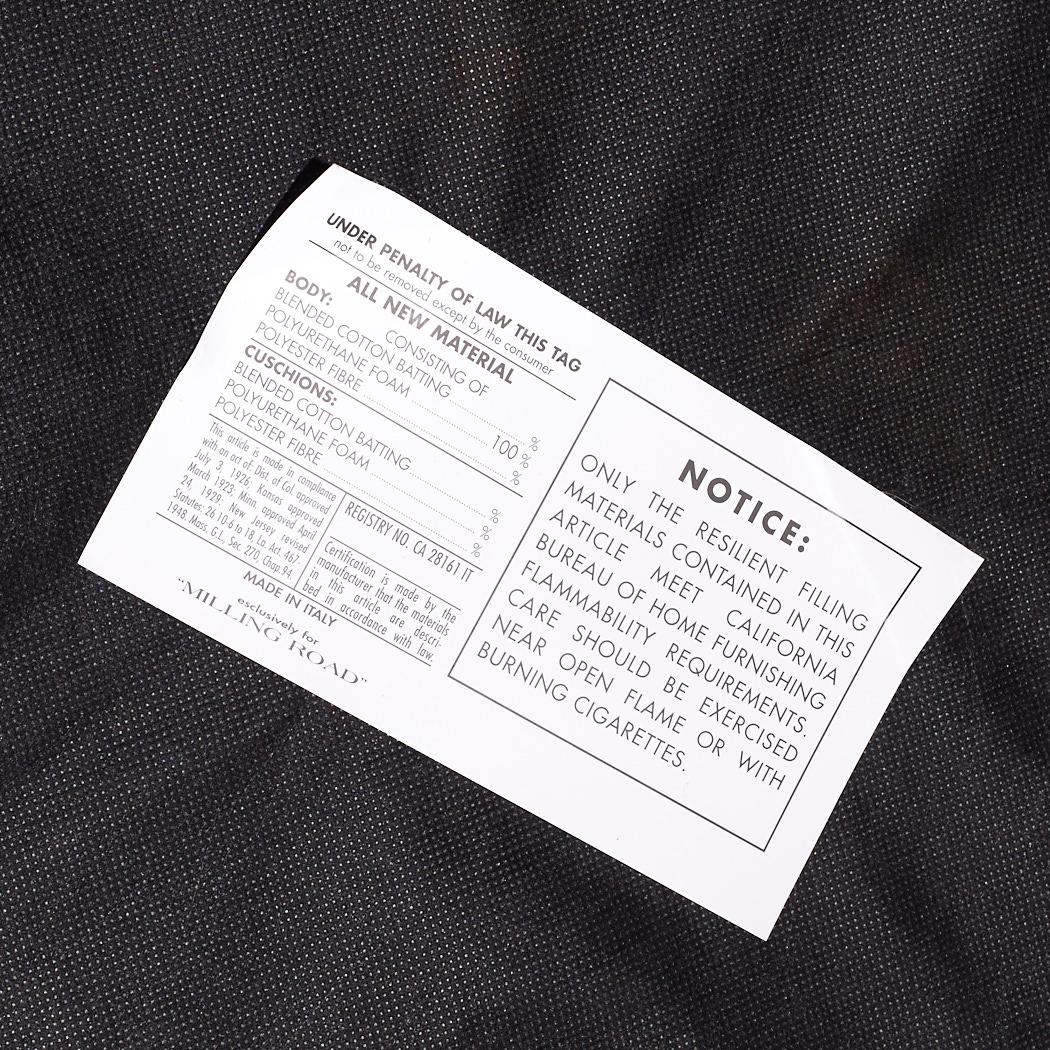 UNDER PENALTY OF LAW THIS TAG
not to be removed except by the consumer
ALL NEW MATERIAL
CONSISTING OF
BODY:
BLENDED COTTON BATTING %
POLYURETHANE FOAM 100 %
POLYESTER FIBRE %
CUSCHIONS:
BLENDED COTTON BATTING %
POLYURETHANE FOAM %
POLYESTER FIBRE %
This article is made in compliance
with an act of. Dist. of Col. approved
July 3, 1926; Kansas approved
March 1923; Minn. approved April
24, 1929; New Jersey revised
Statutes: 26 10-6 to 18, La. Act 467-
1948. Mass. G.L. Sec. 270, Chap.94.
REGISTRY NO. CA 28161 IT
Certification is made by the
manufacturer that the materials
in this article are descri-
bed in accordance with law.
MADE IN ITALY
esclusively for
"MILLING ROAD"
NOTICE:
ONLY THE RESILIENT FILLING
MATERIALS CONTAINED IN THIS
ARTICLE MEET CALIFORNIA
BUREAU OF HOME FURNISHING
FLAMMABILITY REQUIREMENTS.
CARE SHOULD BE EXERCISED
NEAR OPEN FLAME OR WITH
BURNING CIGARETTES.